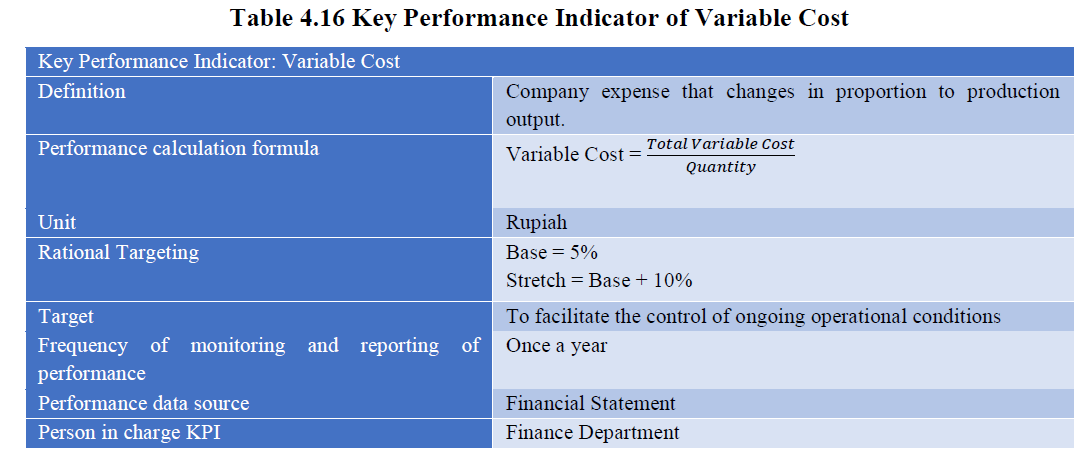 Table 4.16 Key Performance Indicator of Variable Cost
Key Performance Indicator: Variable Cost
Definition
Company expense that changes in proportion to production
output.
Performance calculation formula
Variable Cost = Total Variable Cost / Quantity
Unit
Rupiah
Rational Targeting
Base = 5%
Stretch = Base + 10%
Target
To facilitate the control of ongoing operational conditions
Frequency of monitoring and reporting of
performance
Once a year
Performance data source
Financial Statement
Person in charge KPI
Finance Department